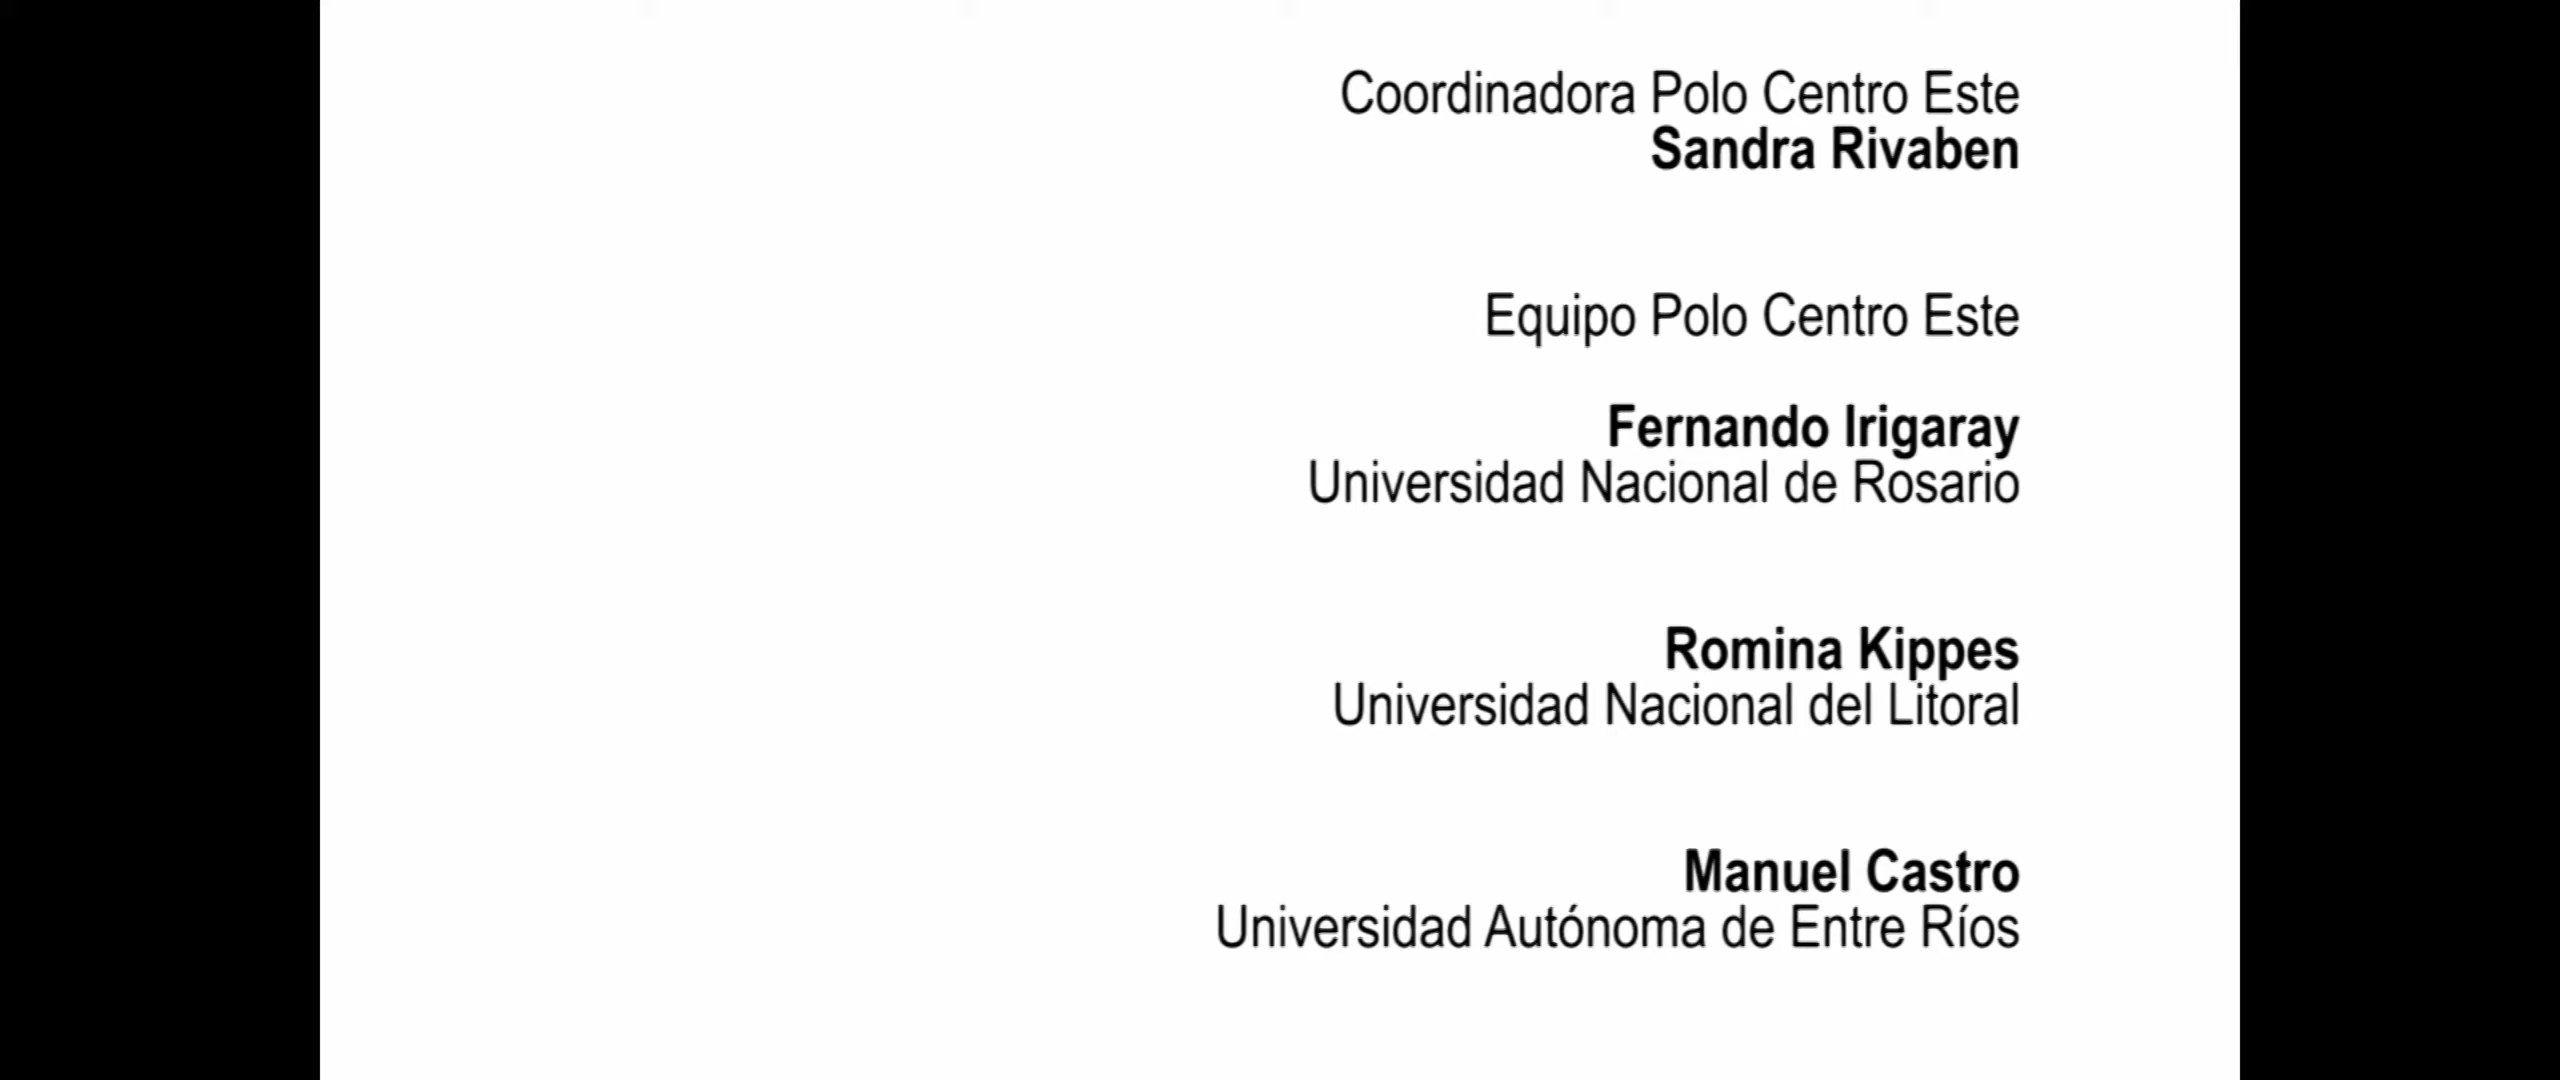 Coordinadora Polo Centro Este
Sandra Rivaben
Equipo Polo Centro Este
Fernando Irigaray
Universidad Nacional de Rosario
Romina Kippes
Universidad Nacional del Litoral
Manuel Castro
Universidad Autónoma de Entre Ríos